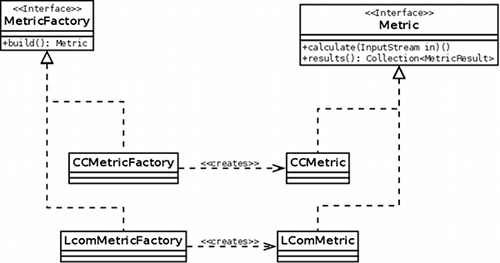 <<Interface>>
MetricFactory
+build(): Metric
<<Interface>>
Metric
+calculate(InputStream in)()
+results(): Collection<MetricResult>
CCMetricFactory
<<creates>>
CCMetric
LcomMetricFactory
<<creates>>
LComMetric